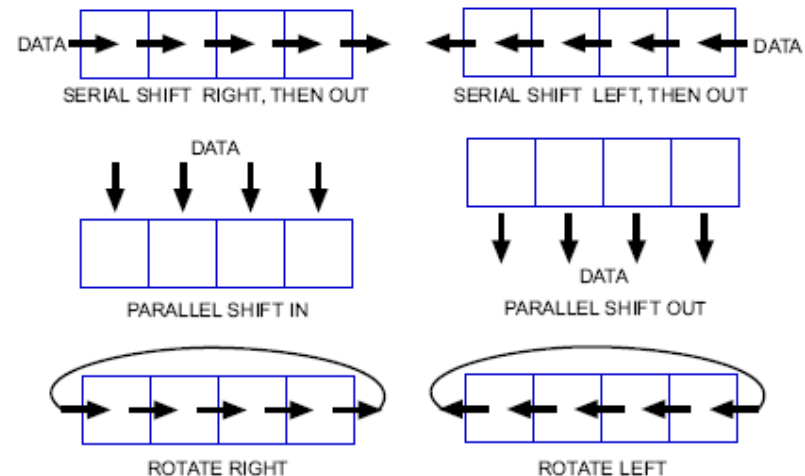 DATA
DATA
SERIAL SHIFT RIGHT, THEN OUT
SERIAL SHIFT LEFT, THEN OUT
DATA
DATA
PARALLEL SHIFT IN
PARALLEL SHIFT OUT
ROTATE RIGHT
ROTATE LEFT